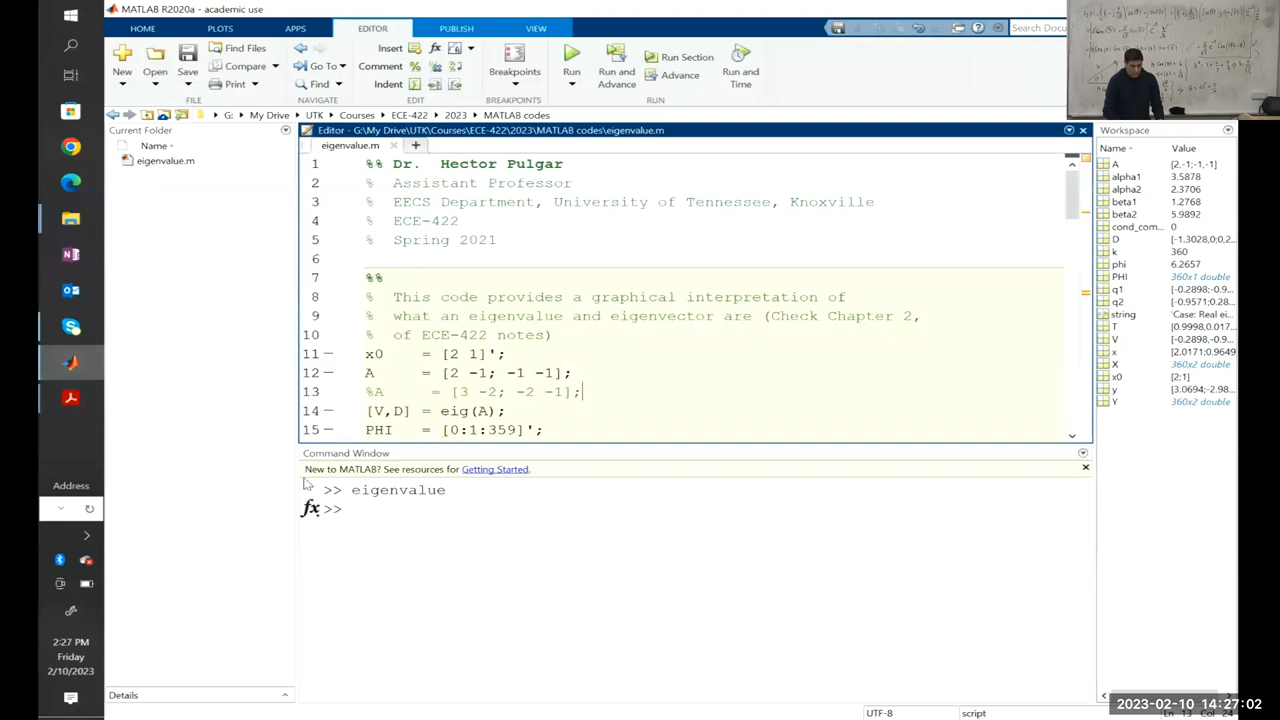 MATLAB R2020a - academic use
HOME PLOTS APPS EDITOR PUBLISH VIEW
Search Docu
New Open Save Find Files Compare Print
FILE
Go To Find
NAVIGATE
Insert Comment Indent
EDIT
Breakpoints
BREAKPOINTS
Run Run and Advance Run Section Advance Run and Time
RUN
G: My Drive UTK Courses ECE-422 2023 MATLAB codes
Current Folder
Name
eigenvalue.m
Details
Editor - G:\My Drive\UTK\Courses\ECE-422\2023\MATLAB codes\eigenvalue.m
eigenvalue.m
1 %% Dr. Hector Pulgar
2 % Assistant Professor
3 % EECS Department, University of Tennessee, Knoxville
4 % ECE-422
5 % Spring 2021
6
7 %%
8 % This code provides a graphical interpretation of
9 % what an eigenvalue and eigenvector are (Check Chapter 2,
10 % of ECE-422 notes)
11 x0 = [2 1]';
12 A = [2 -1; -1 -1];
13 %A = [3 -2; -2 -1];
14 [V,D] = eig(A);
15 PHI = [0:1:359]';
Command Window
New to MATLAB? See resources for Getting Started.
>> eigenvalue
fx >>
Workspace
Name Value
A [2,-1;-1,-1]
alpha1 3.5878
alpha2 2.3706
beta1 1.2768
beta2 5.9892
cond_com... 0
D [-1.3028,0;0,2...
k 360
phi 6.2657
PHI 360x1 double
q1 [-0.2898;-0.9...
q2 [-0.9571;0.28...
string 'Case: Real ei...
T [0.9998,0.017...
V [-0.2898,-0.9...
x [2.0171;0.9649]
X 360x2 double
x0 [2;1]
y [3.0694;-2.98...
Y 360x2 double
Address
2:27 PM
Friday
2/10/2023
UTF-8
script
2023-02-10 14:27:02